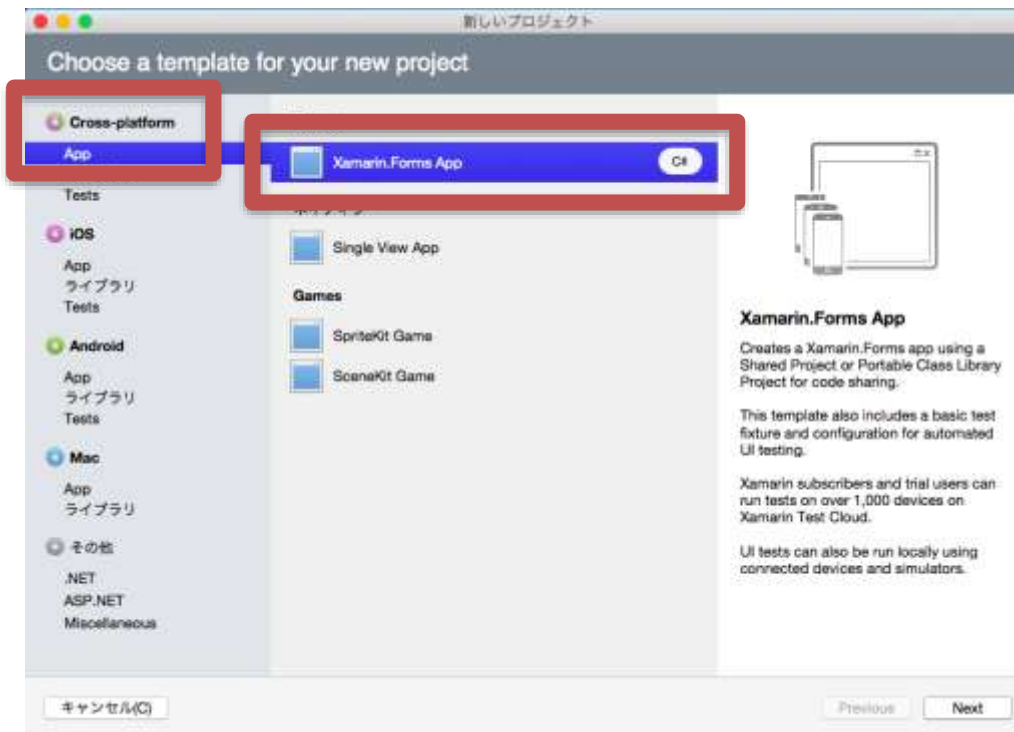 新しいプロジェクト
Choose a template for your new project
Cross-platform
App
Tests
iOS
App
ライブラリ
Tests
Android
App
ライブラリ
Tests
Mac
App
ライブラリ
その他
.NET
ASP.NET
Miscellaneous
Xamarin.Forms App
C#
Single View App
Games
SpriteKit Game
SceneKit Game
Xamarin.Forms App
Creates a Xamarin.Forms app using a
Shared Project or Portable Class Library
Project for code sharing.
This template also includes a basic test
fixture and configuration for automated
UI testing.
Xamarin subscribers and trial users can
run tests on over 1,000 devices on
Xamarin Test Cloud.
UI tests can also be run locally using
connected devices and simulators.
キャンセル(C)
Previous
Next